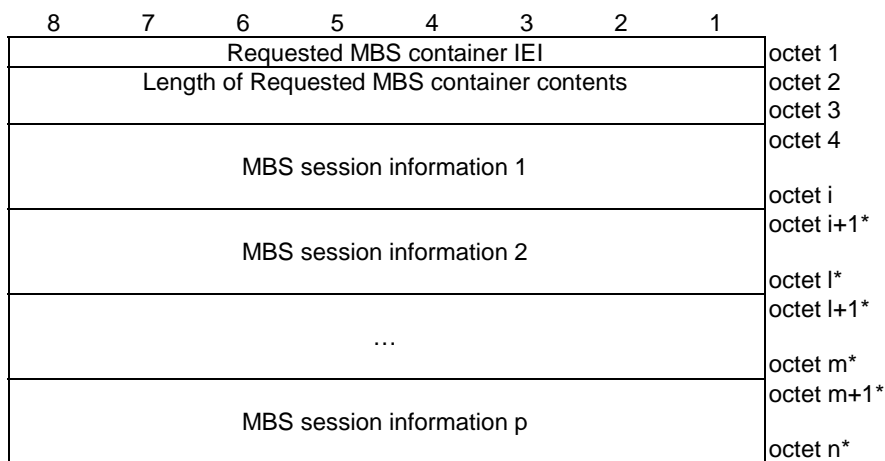 8 7 6 5 4 3 2 1
Requested MBS container IEI octet 1
Length of Requested MBS container contents octet 2
octet 3
octet 4
MBS session information 1
octet i
octet i+1*
MBS session information 2
octet l*
octet l+1*
…
octet m*
octet m+1*
MBS session information p
octet n*